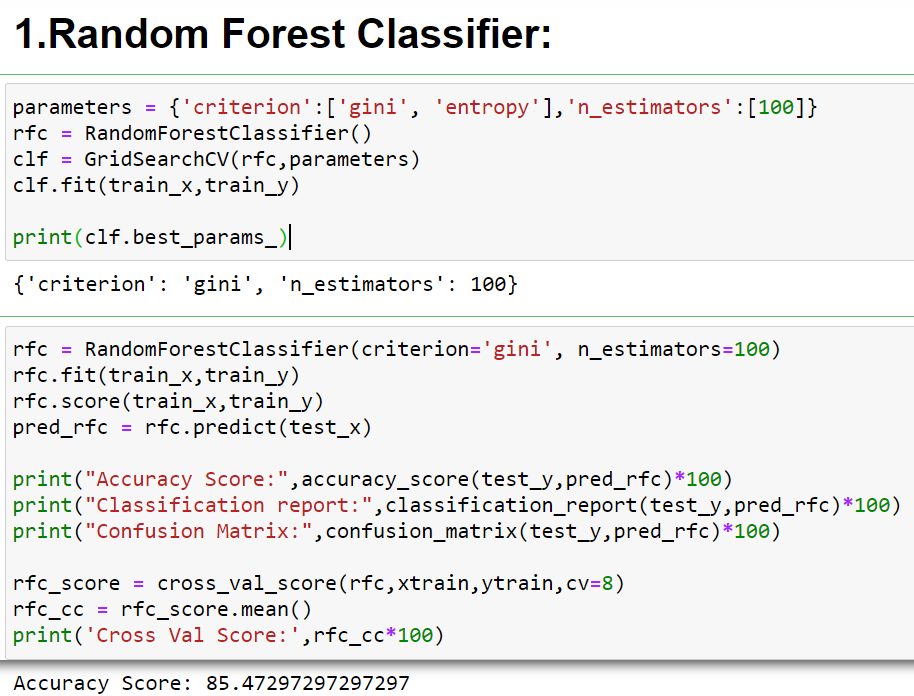 1.Random Forest Classifier:
parameters = {'criterion':['gini', 'entropy'],'n_estimators':[100]}
rfc = RandomForestClassifier()
clf = GridSearchCV(rfc,parameters)
clf.fit(train_x,train_y)
print(clf.best_params_)
{'criterion': 'gini', 'n_estimators': 100}
rfc = RandomForestClassifier(criterion='gini', n_estimators=100)
rfc.fit(train_x,train_y)
rfc.score(train_x,train_y)
pred_rfc = rfc.predict(test_x)
print("Accuracy Score:",accuracy_score(test_y,pred_rfc)*100)
print("Classification report:",classification_report(test_y,pred_rfc)*100)
print("Confusion Matrix:",confusion_matrix(test_y,pred_rfc)*100)
rfc_score = cross_val_score(rfc,xtrain,ytrain,cv=8)
rfc_cc = rfc_score.mean()
print('Cross Val Score:',rfc_cc*100)
Accuracy Score: 85.47297297297297